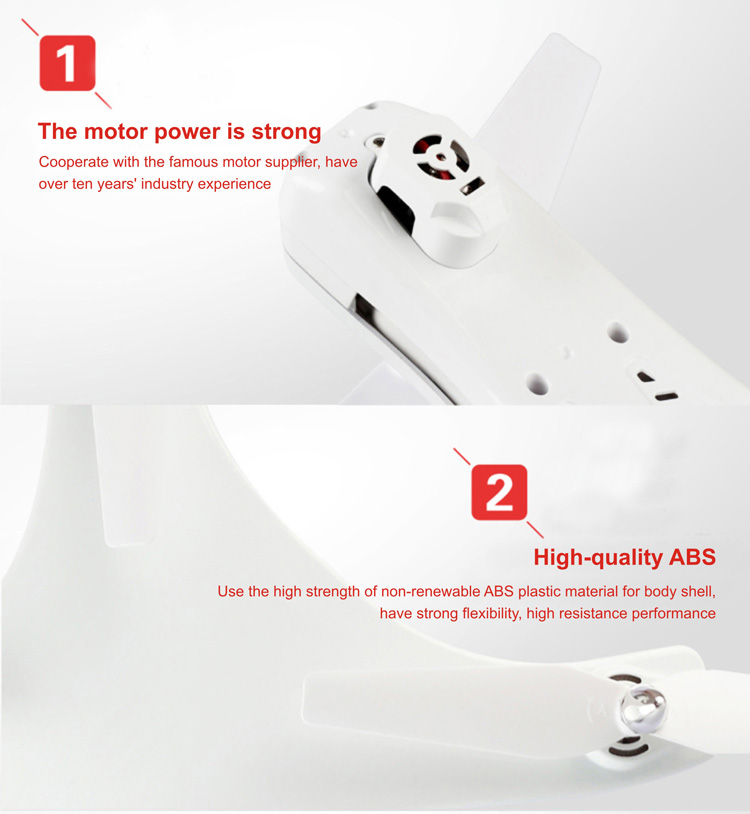 1
The motor power is strong
Cooperate with the famous motor supplier, have
over ten years' industry experience
2
High-quality ABS
Use the high strength of non-renewable ABS plastic material for body shell,
have strong flexibility, high resistance performance